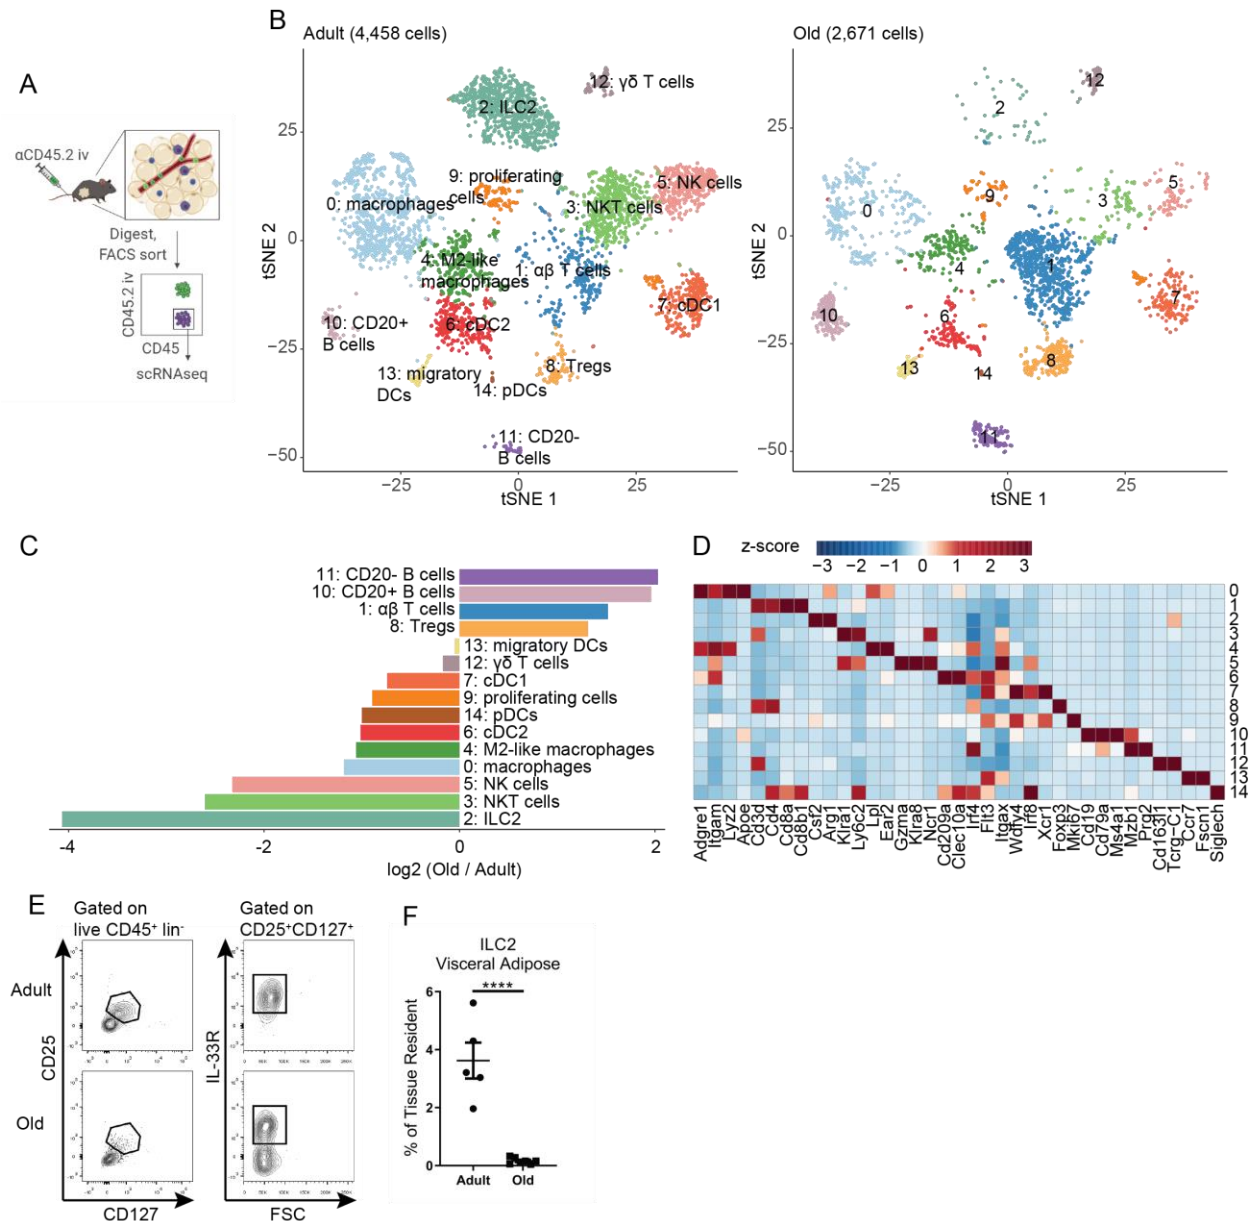 A
αCD45.2 iv
Digest,
FACS sort
CD45.2 iv
CD45
scRNAseq
B
Adult (4,458 cells)
tSNE 2
25
0
−25
−50
−25
0
25
tSNE 1
12: γδ T cells
2: ILC2
9: proliferating
cells
5: NK cells
0: macrophages
3: NKT cells
4: M2-like
macrophages
1: αβ T cells
7: cDC1
10: CD20+
B cells
6: cDC2
13: migratory
DCs
8: Tregs
14: pDCs
11: CD20-
B cells
Old (2,671 cells)
tSNE 2
25
0
−25
−50
−25
0
25
tSNE 1
12
2
5
9
3
0
4
1
7
10
6
13
14
8
11
C
11: CD20- B cells
10: CD20+ B cells
1: αβ T cells
8: Tregs
13: migratory DCs
12: γδ T cells
7: cDC1
9: proliferating cells
14: pDCs
6: cDC2
4: M2-like macrophages
0: macrophages
5: NK cells
3: NKT cells
2: ILC2
-4
-2
0
2
log2 (Old / Adult)
D
z-score
−3 −2 −1 0 1 2 3
0
1
2
3
4
5
6
7
8
9
10
11
12
13
14
Adgre1
Itgam
Lyz2
Apoe
Cd3d
Cd4
Cd8a
Cd8b1
Csf2
Arg1
Klra1
Ly6c2
Lpl
Ear2
Gzma
Klra8
Ncr1
Cd209a
Clec10a
Irf4
Flt3
Itgax
Wdfy4
Irf8
Xcr1
Foxp3
Mki67
Cd19
Cd79a
Ms4a1
Mzb1
Prg2
Cd163l1
Tcrg−C1
Ccr7
Fscn1
Siglech
E
Gated on
live CD45+ lin-
Gated on
CD25+CD127+
Adult
Old
CD25
IL-33R
CD127
FSC
F
ILC2
Visceral Adipose
****
% of Tissue Resident
6
4
2
0
Adult
Old